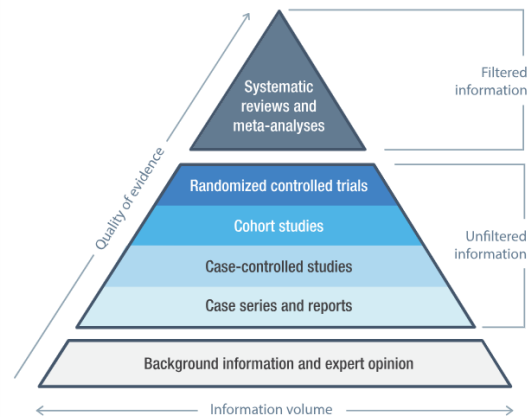 Systematic
reviews and
meta-analyses
Filtered
information
Quality of evidence
Randomized controlled trials
Cohort studies
Case-controlled studies
Case series and reports
Unfiltered
information
Background information and expert opinion
Information volume